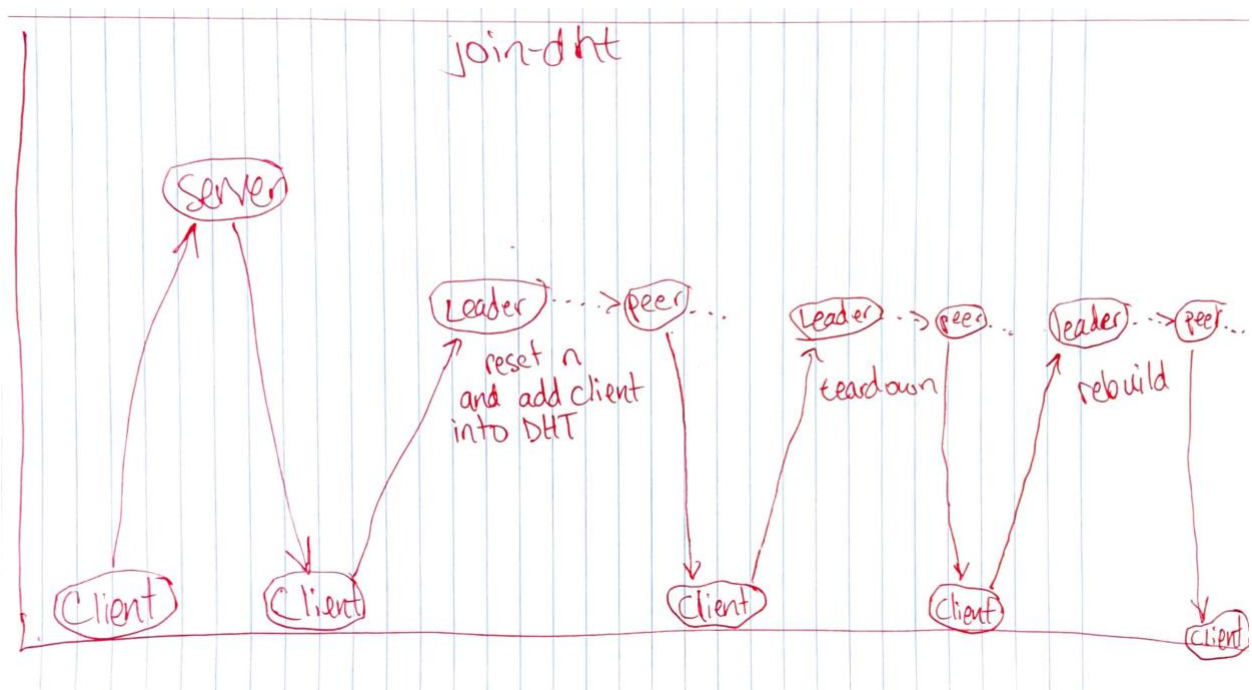 join-dht
Server
Leader
peer
Leader
peer
leader
peer
reset n
and add client
into DHT
teardown
rebuild
Client
Client
Client
Client
Client